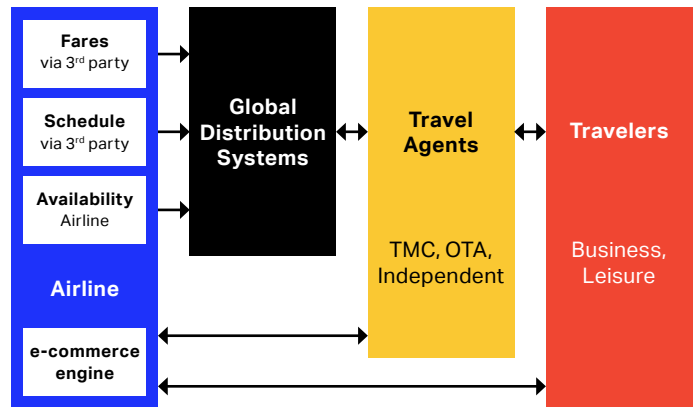 Fares
via 3rd party
Schedule
via 3rd party
Availability
Airline
Airline
e-commerce
engine
Global
Distribution
Systems
Travel
Agents
TMC, OTA,
Independent
Travelers
Business,
Leisure